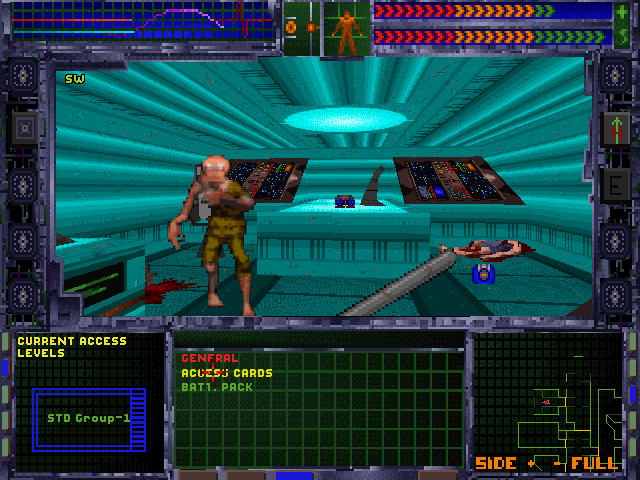 SW
E
CURRENT ACCESS
LEVELS
STD Group-1
GENERAL
ACCESS CARDS
BATT. PACK
SIDE + - FULL